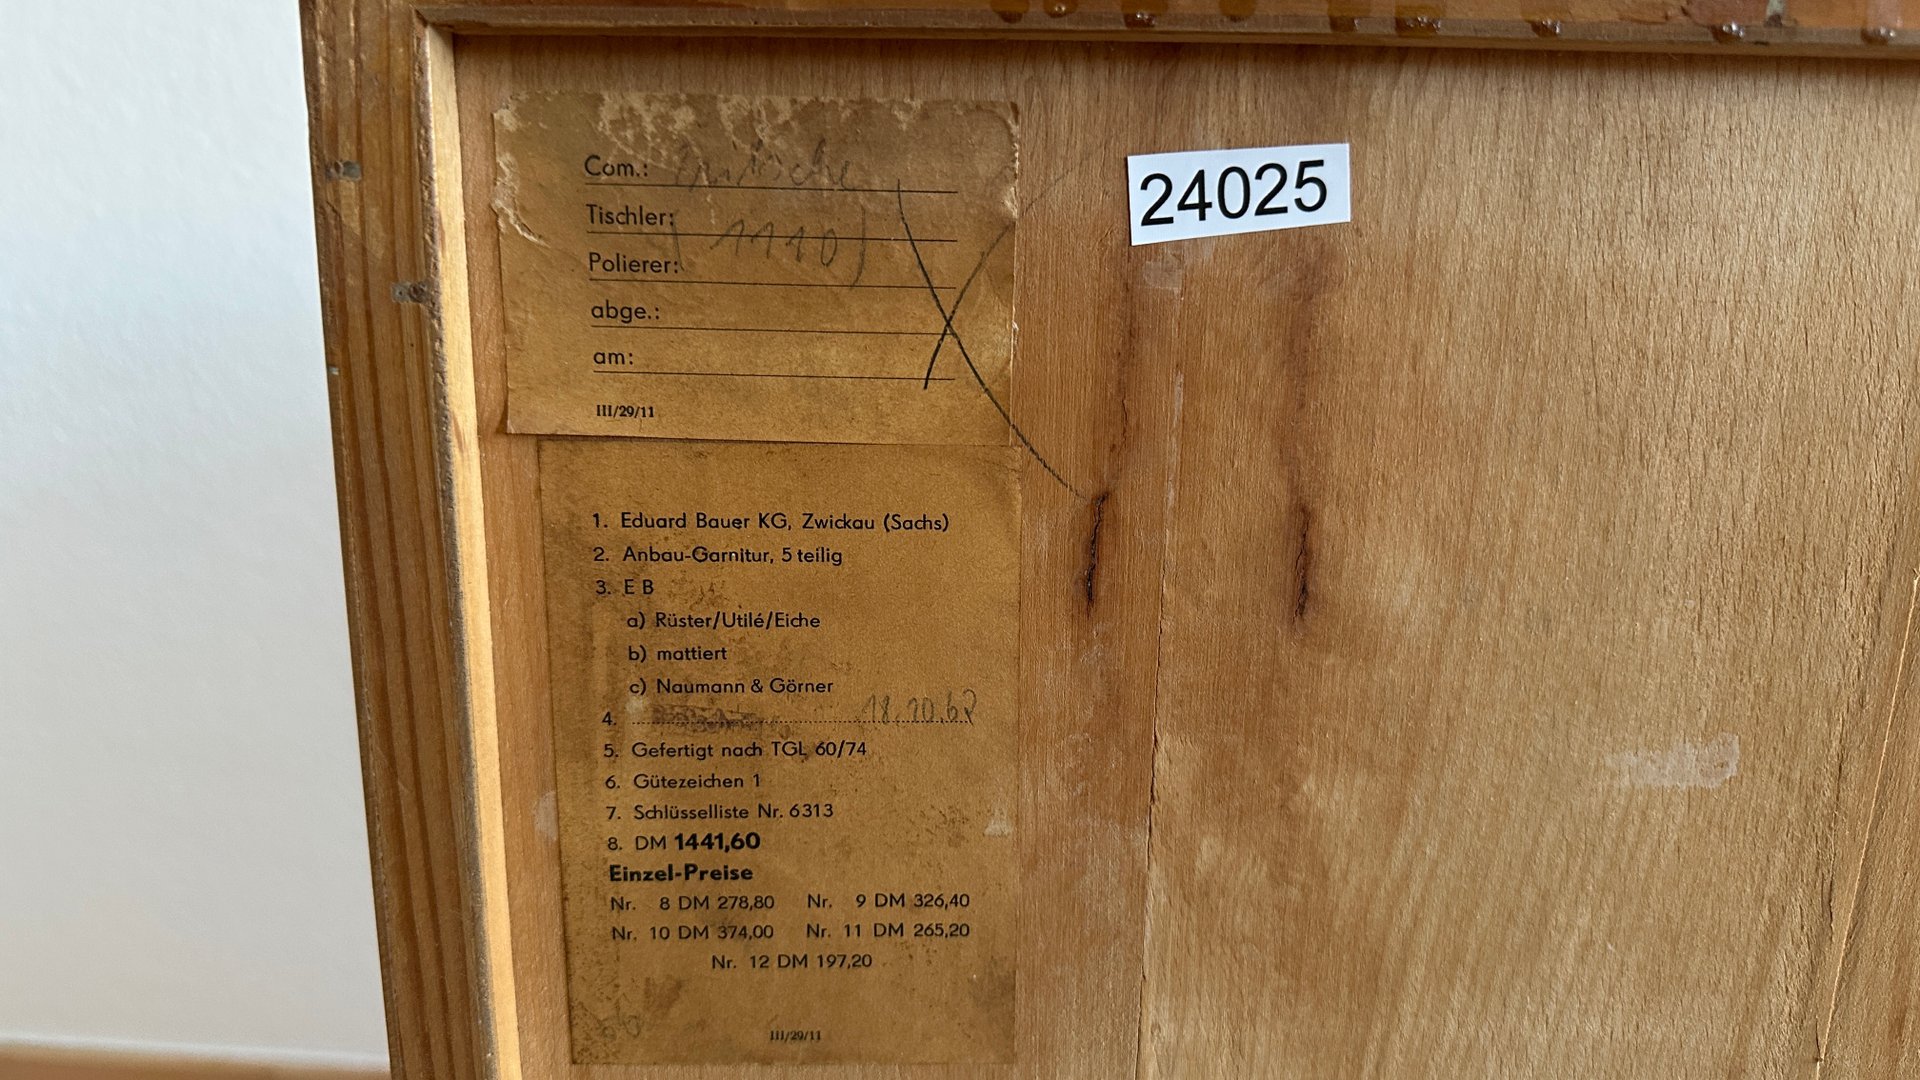 Com.:
Tischler:
(1110)
Polierer:
abge.:
am:
III/29/11
24025
1. Eduard Bauer KG, Zwickau (Sachs)
2. Anbau-Garnitur, 5 teilig
3. E B
a) Rüster/Utilé/Eiche
b) mattiert
c) Naumann & Görner
4. 18.10.62
5. Gefertigt nach TGL 60/74
6. Gütezeichen 1
7. Schlüsselliste Nr. 6313
8. DM 1441,60
Einzel-Preise
Nr. 8 DM 278,80 Nr. 9 DM 326,40
Nr. 10 DM 374,00 Nr. 11 DM 265,20
Nr. 12 DM 197,20
III/29/11